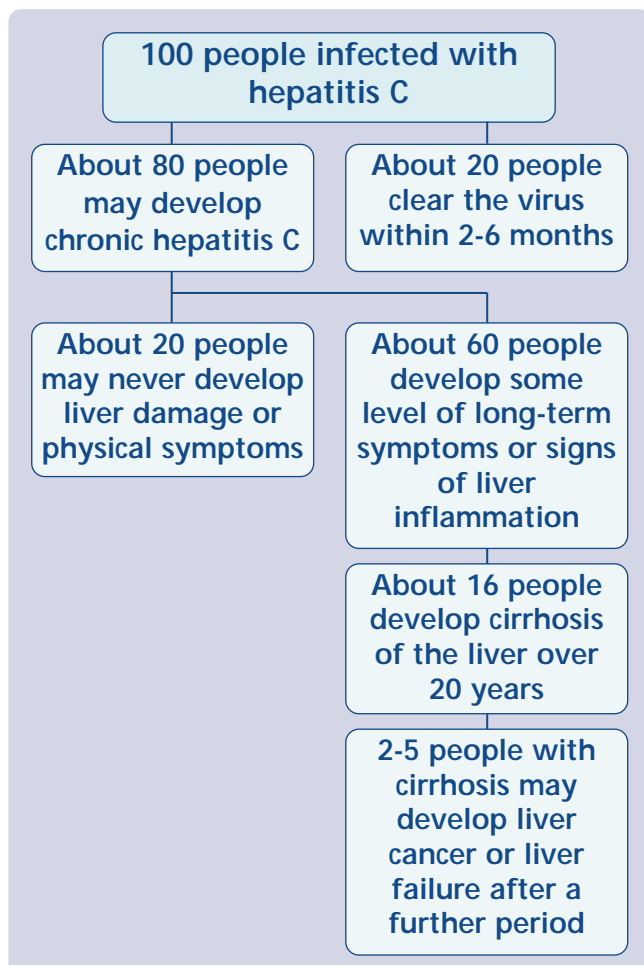 100 people infected with
hepatitis C
About 80 people
may develop
chronic hepatitis C
About 20 people
clear the virus
within 2-6 months
About 20 people
may never develop
liver damage or
physical symptoms
About 60 people
develop some
level of long-term
symptoms or signs
of liver
inflammation
About 16 people
develop cirrhosis
of the liver over
20 years
2-5 people with
cirrhosis may
develop liver
cancer or liver
failure after a
further period